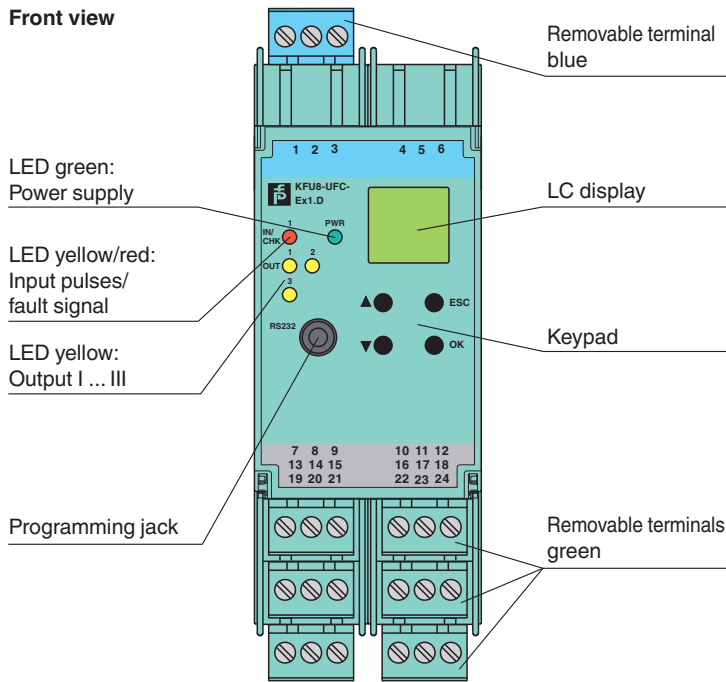 Front view
Removable terminal
blue
1 2 3 4 5 6
LED green:
Power supply
KFU8-UFC-
Ex1.D
LC display
1 PWR
IN/
CHK
LED yellow/red:
Input pulses/
fault signal
1 2
OUT
3
▲ ESC
RS232
Keypad
▼ OK
LED yellow:
Output I ... III
7 8 9 10 11 12
13 14 15 16 17 18
19 20 21 22 23 24
Programming jack
Removable terminals
green